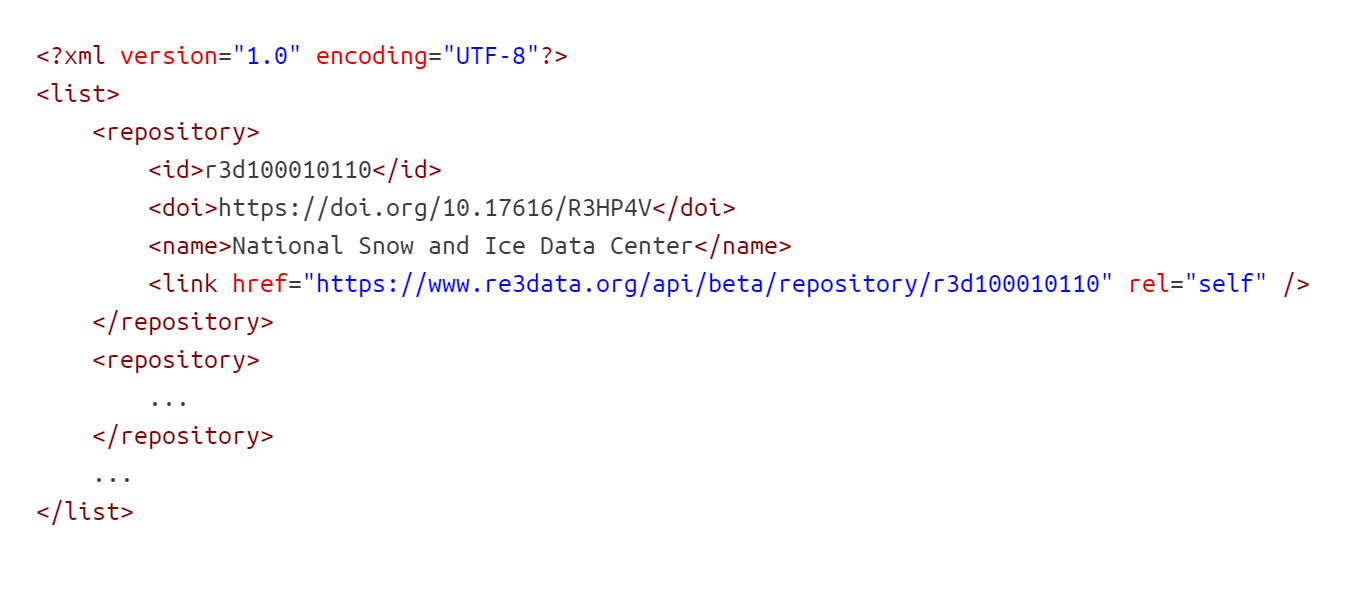 <?xml version="1.0" encoding="UTF-8"?>
<list>
    <repository>
        <id>r3d100010110</id>
        <doi>https://doi.org/10.17616/R3HP4V</doi>
        <name>National Snow and Ice Data Center</name>
        <link href="https://www.re3data.org/api/beta/repository/r3d100010110" rel="self" />
    </repository>
    <repository>
        ...
    </repository>
    ...
</list>